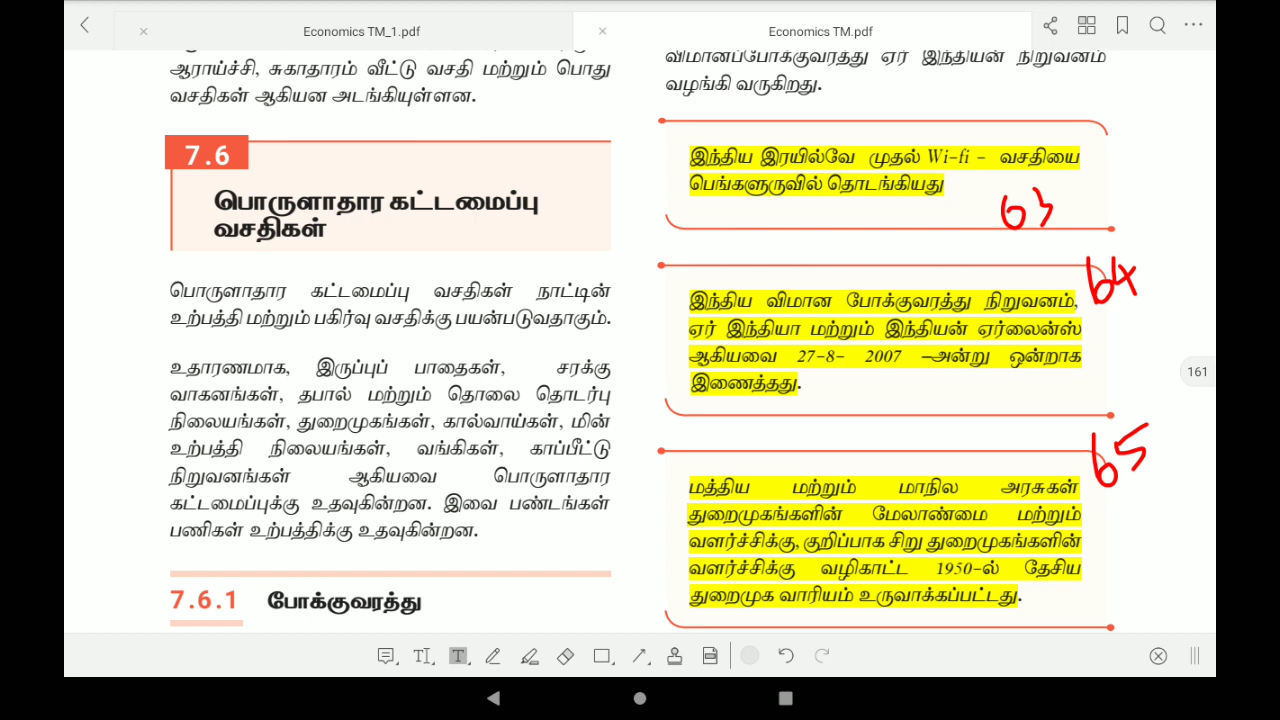 Economics TM_1.pdf
Economics TM.pdf
ஆராய்ச்சி, சுகாதாரம் வீட்டு வசதி மற்றும் பொது
வசதிகள் ஆகியன அடங்கியுள்ளன.
7.6
பொருளாதார கட்டமைப்பு
வசதிகள்
பொருளாதார கட்டமைப்பு வசதிகள் நாட்டின்
உற்பத்தி மற்றும் பகிர்வு வசதிக்கு பயன்படுவதாகும்.
உதாரணமாக, இருப்புப் பாதைகள், சரக்கு
வாகனங்கள், தபால் மற்றும் தொலை தொடர்பு
நிலையங்கள், துறைமுகங்கள், கால்வாய்கள், மின்
உற்பத்தி நிலையங்கள், வங்கிகள், காப்பீட்டு
நிறுவனங்கள் ஆகியவை பொருளாதார
கட்டமைப்புக்கு உதவுகின்றன. இவை பண்டங்கள்
பணிகள் உற்பத்திக்கு உதவுகின்றன.
7.6.1 போக்குவரத்து
விமானப்போக்குவரத்து ஏர் இந்தியன் நிறுவனம்
வழங்கி வருகிறது.
இந்திய இரயில்வே முதல் Wi-fi - வசதியை
பெங்களுருவில் தொடங்கியது
63
64
இந்திய விமான போக்குவரத்து நிறுவனம்,
ஏர் இந்தியா மற்றும் இந்தியன் ஏர்லைன்ஸ்
ஆகியவை 27-8- 2007 –அன்று ஒன்றாக
இணைத்தது.
65
மத்திய மற்றும் மாநில அரசுகள்
துறைமுகங்களின் மேலாண்மை மற்றும்
வளர்ச்சிக்கு, குறிப்பாக சிறு துறைமுகங்களின்
வளர்ச்சிக்கு வழிகாட்ட 1950-ல் தேசிய
துறைமுக வாரியம் உருவாக்கப்பட்டது.
161